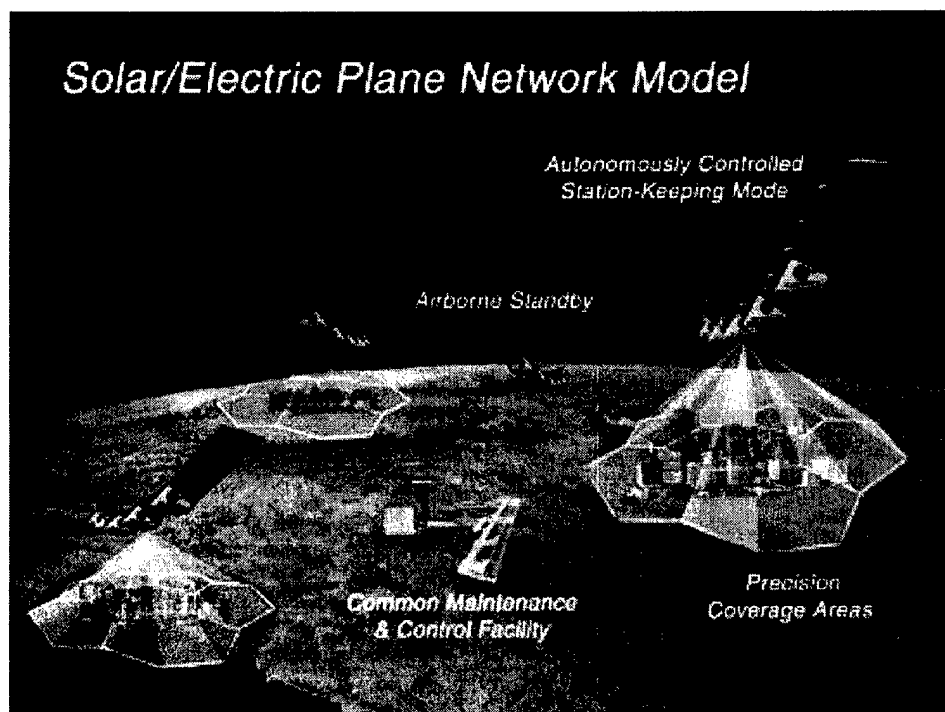 Solar/Electric Plane Network Model
Autonomously Controlled
Station-Keeping Mode
Airborne Standby
Common Maintenance
& Control Facility
Precision
Coverage Areas